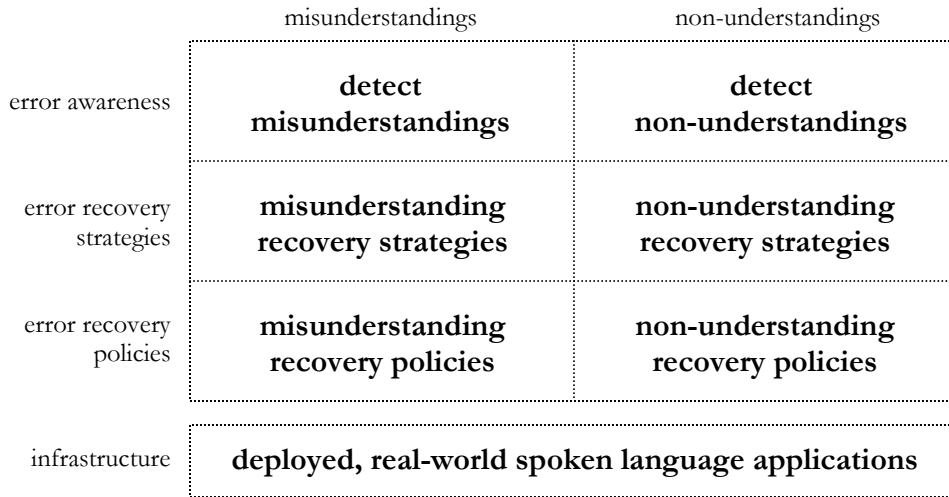 misunderstandings non-understandings
error awareness
detect
misunderstandings
detect
non-understandings
error recovery
strategies
misunderstanding
recovery strategies
non-understanding
recovery strategies
error recovery
policies
misunderstanding
recovery policies
non-understanding
recovery policies
infrastructure
deployed, real-world spoken language applications